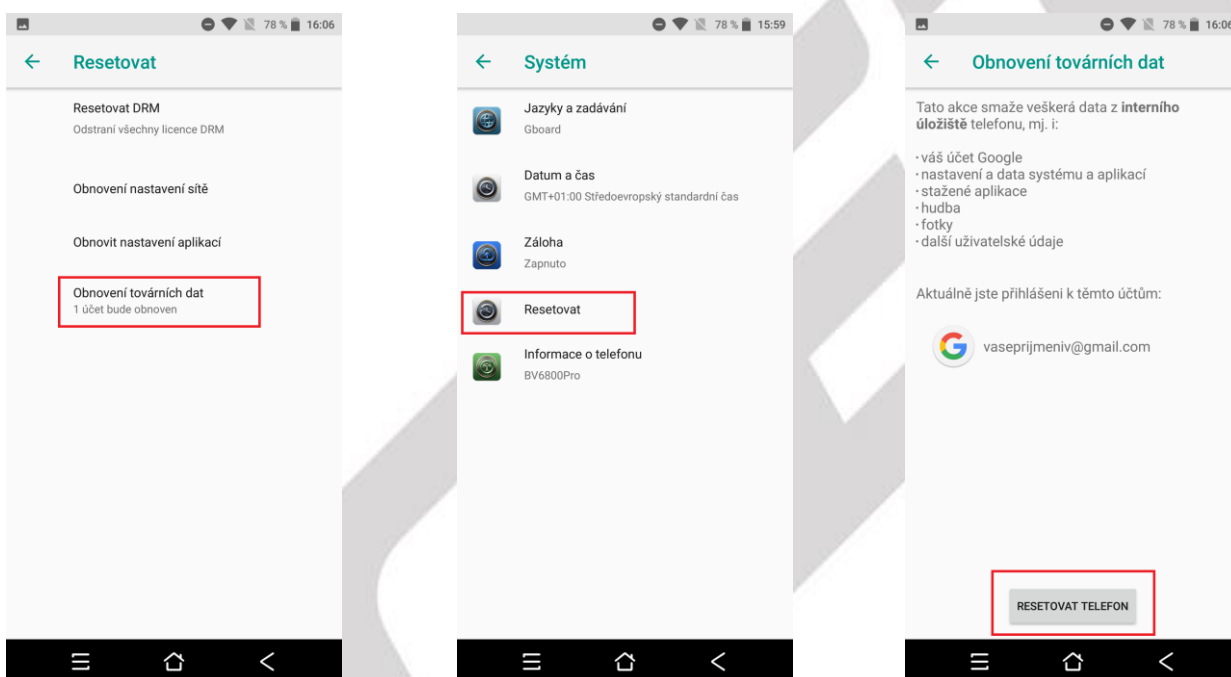 78 % 16:06
Resetovat
Resetovat DRM
Odstraní všechny licence DRM
Obnovení nastavení sítě
Obnovit nastavení aplikací
Obnovení továrních dat
1 účet bude obnoven
78 % 15:59
Systém
Jazyky a zadávání
Gboard
Datum a čas
GMT+01:00 Středoevropský standardní čas
Záloha
Zapnuto
Resetovat
Informace o telefonu
BV6800Pro
78 % 16:06
Obnovení továrních dat
Tato akce smaže veškerá data z interního
úložiště telefonu, mj. i:
· váš účet Google
· nastavení a data systému a aplikací
· stažené aplikace
· hudba
· fotky
· další uživatelské údaje
Aktuálně jste přihlášeni k těmto účtům:
vaseprijmeniv@gmail.com
RESETOVAT TELEFON